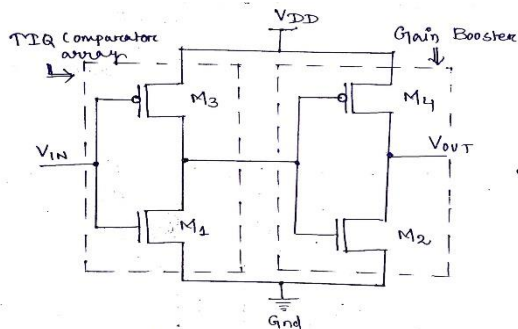 VDD
TIQ Comparator
array
Gain Booster
M3
M4
VIN
VOUT
M1
M2
Gnd